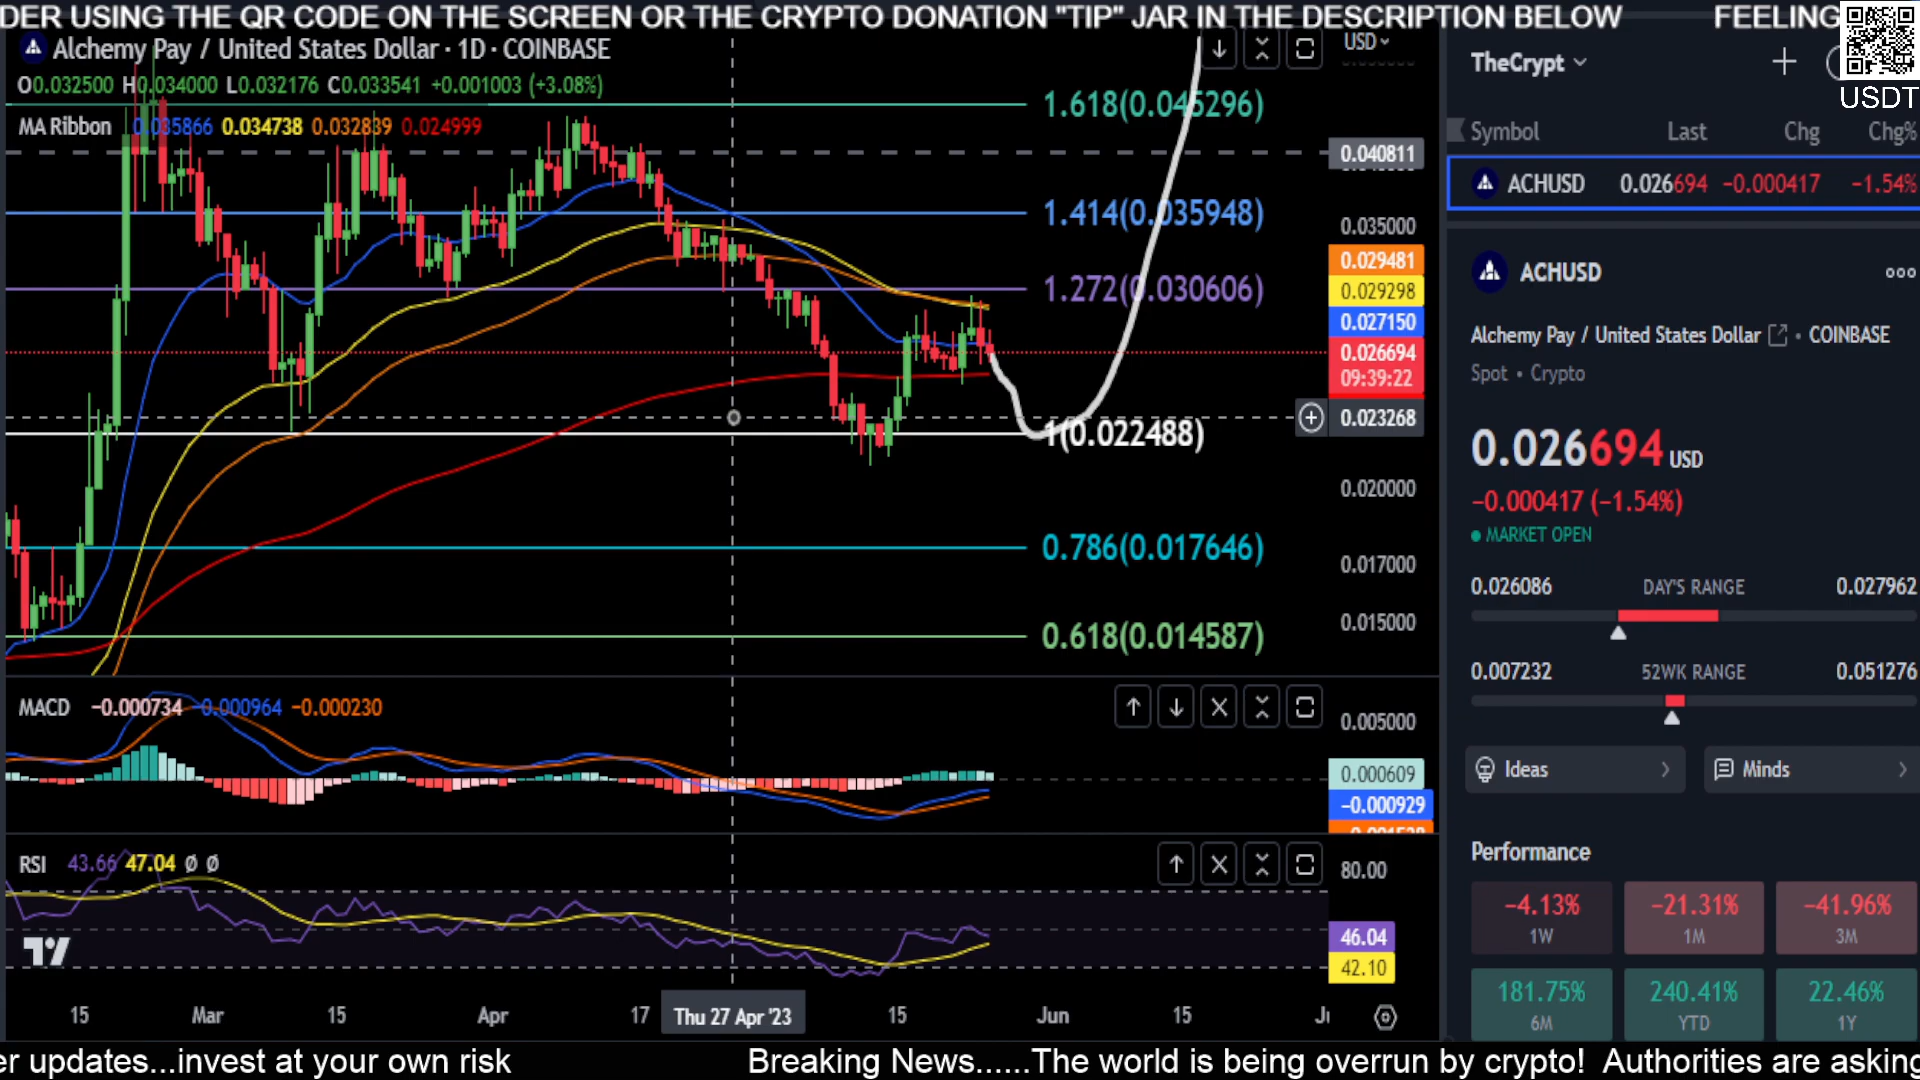 DER USING THE QR CODE ON THE SCREEN OR THE CRYPTO DONATION "TIP" JAR IN THE DESCRIPTION BELOW FEELING
Alchemy Pay / United States Dollar · 1D · COINBASE
USD
O0.032500 H0.034000 L0.032176 C0.033541 +0.001003 (+3.08%)
MA Ribbon 0.035866 0.034738 0.032839 0.024999
1.618(0.045296)
1.414(0.035948)
1.272(0.030606)
1(0.022488)
0.786(0.017646)
0.618(0.014587)
0.040811
0.035000
0.029481
0.029298
0.027150
0.026694
09:39:22
0.023268
0.020000
0.017000
0.015000
MACD −0.000734 −0.000964 −0.000230
0.005000
0.000609
−0.000929
RSI 43.66 47.04 Ø Ø
80.00
46.04
42.10
15 Mar 15 Apr 17 Thu 27 Apr '23 15 Jun 15
TheCrypt
USDT
Symbol Last Chg Chg%
ACHUSD 0.026694 −0.000417 −1.54%
ACHUSD
Alchemy Pay / United States Dollar • COINBASE
Spot • Crypto
0.026694 USD
−0.000417 (−1.54%)
MARKET OPEN
0.026086 DAY'S RANGE 0.027962
0.007232 52WK RANGE 0.051276
Ideas Minds
Performance
−4.13% −21.31% −41.96%
1W 1M 3M
181.75% 240.41% 22.46%
6M YTD 1Y
er updates...invest at your own risk Breaking News......The world is being overrun by crypto! Authorities are asking